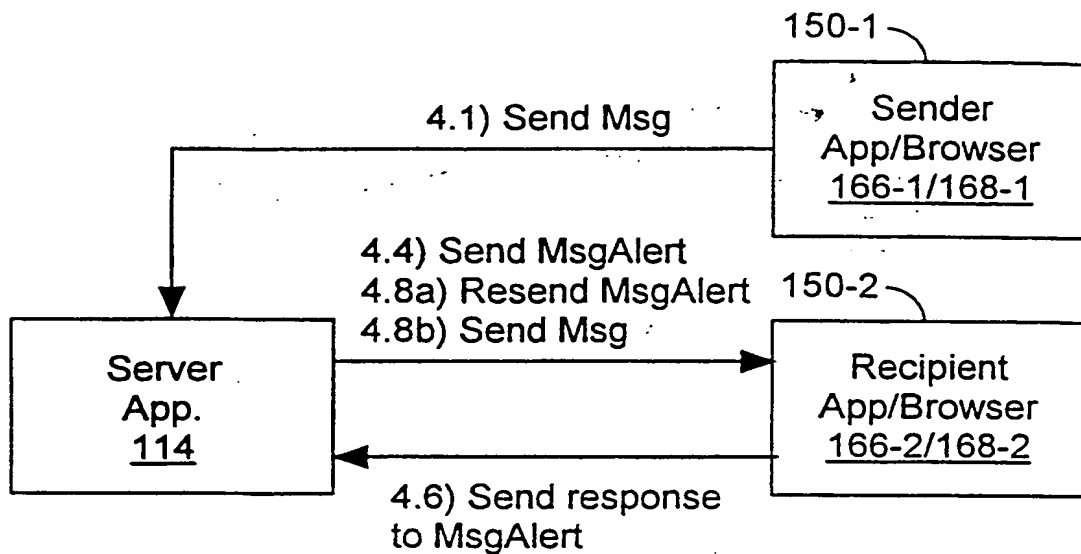 150-1
Sender
App/Browser
166-1/168-1
4.1) Send Msg
4.4) Send MsgAlert
4.8a) Resend MsgAlert
4.8b) Send Msg
150-2
Server
App.
114
Recipient
App/Browser
166-2/168-2
4.6) Send response
to MsgAlert